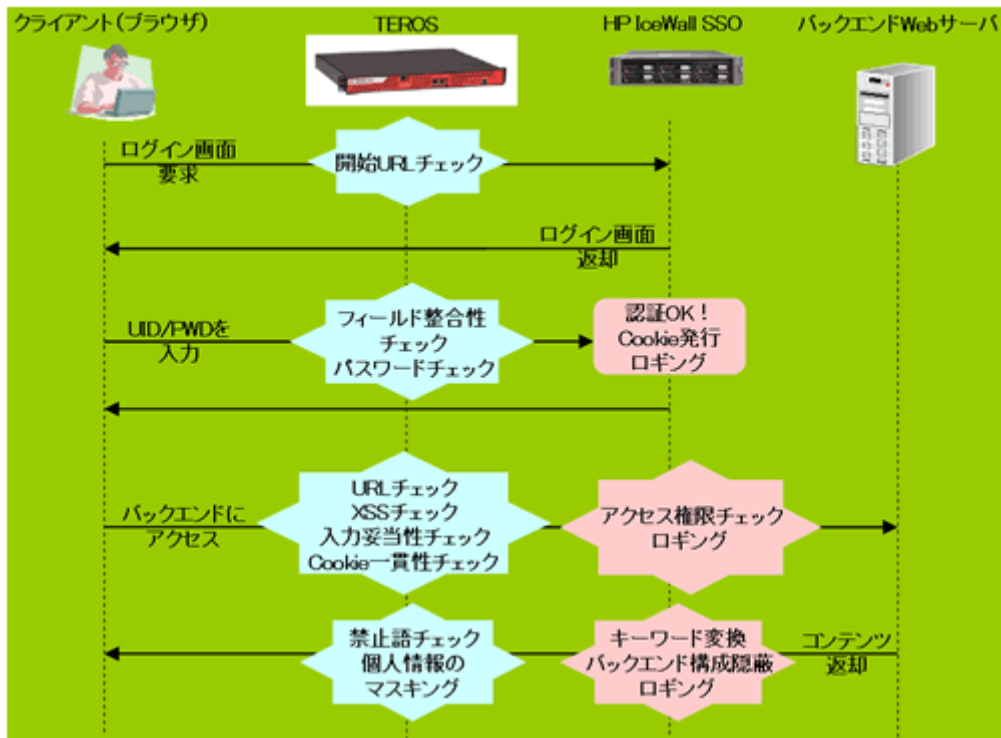 クライアント(ブラウザ)
TEROS
HP IceWall SSO
バックエンドWebサーバ
ログイン画面
要求
開始URLチェック
ログイン画面
返却
UID/PWDを
入力
フィールド整合性
チェック
パスワードチェック
認証OK!
Cookie発行
ロギング
バックエンドに
アクセス
URLチェック
XSSチェック
入力妥当性チェック
Cookie一貫性チェック
アクセス権限チェック
ロギング
禁止語チェック
個人情報の
マスキング
キーワード変換
バックエンド構成隠蔽
ロギング
コンテンツ
返却